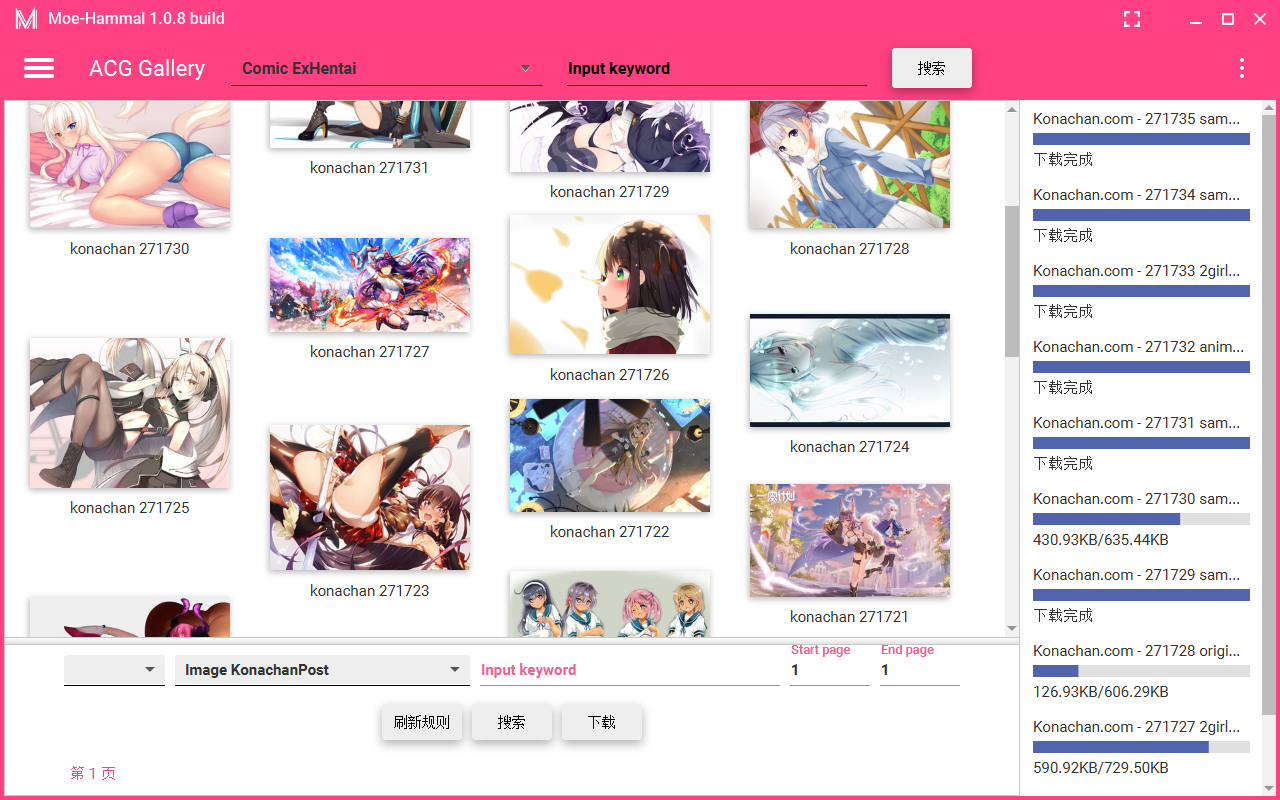 Moe-Hammal 1.0.8 build
ACG Gallery
Comic ExHentai
Input keyword
搜索
konachan 271731
konachan 271729
konachan 271730
konachan 271728
konachan 271727
konachan 271726
konachan 271724
konachan 271725
konachan 271722
konachan 271723
一血计划
konachan 271721
Image KonachanPost
Input keyword
Start page
1
End page
1
刷新规则
搜索
下载
第 1 页
Konachan.com - 271735 sam...
下载完成
Konachan.com - 271734 sam...
下载完成
Konachan.com - 271733 2girl...
下载完成
Konachan.com - 271732 anim...
下载完成
Konachan.com - 271731 sam...
下载完成
Konachan.com - 271730 sam...
430.93KB/635.44KB
Konachan.com - 271729 sam...
下载完成
Konachan.com - 271728 origi...
126.93KB/606.29KB
Konachan.com - 271727 2girl...
590.92KB/729.50KB